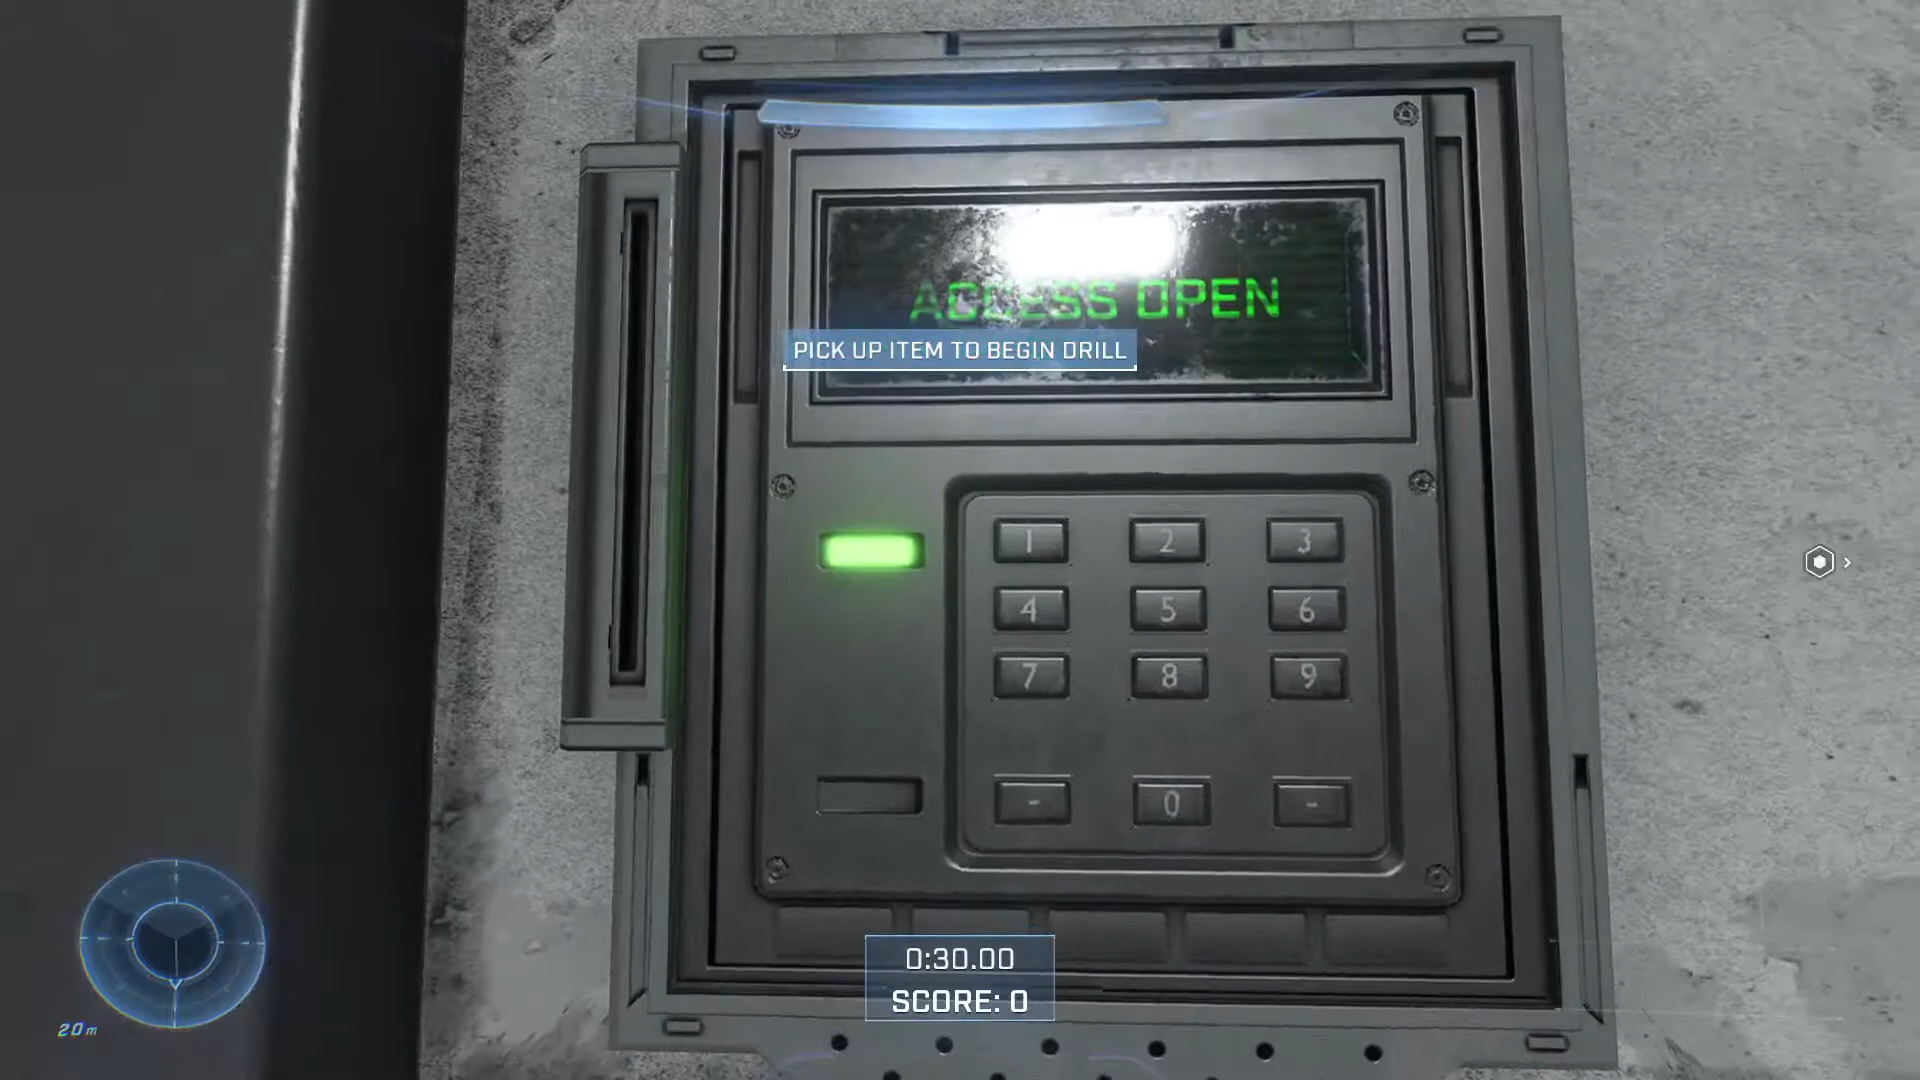 ACCESS OPEN
PICK UP ITEM TO BEGIN DRILL
1 2 3
4 5 6
7 8 9
- 0 -
0:30.00
SCORE: 0
20m